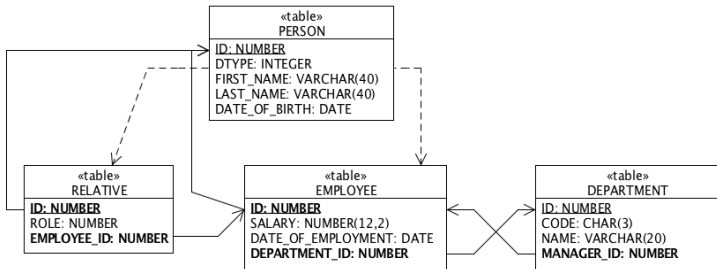 «table»
PERSON
ID: NUMBER
DTYPE: INTEGER
FIRST_NAME: VARCHAR(40)
LAST_NAME: VARCHAR(40)
DATE_OF_BIRTH: DATE
«table»
RELATIVE
ID: NUMBER
ROLE: NUMBER
EMPLOYEE_ID: NUMBER
«table»
EMPLOYEE
ID: NUMBER
SALARY: NUMBER(12,2)
DATE_OF_EMPLOYMENT: DATE
DEPARTMENT_ID: NUMBER
«table»
DEPARTMENT
ID: NUMBER
CODE: CHAR(3)
NAME: VARCHAR(20)
MANAGER_ID: NUMBER